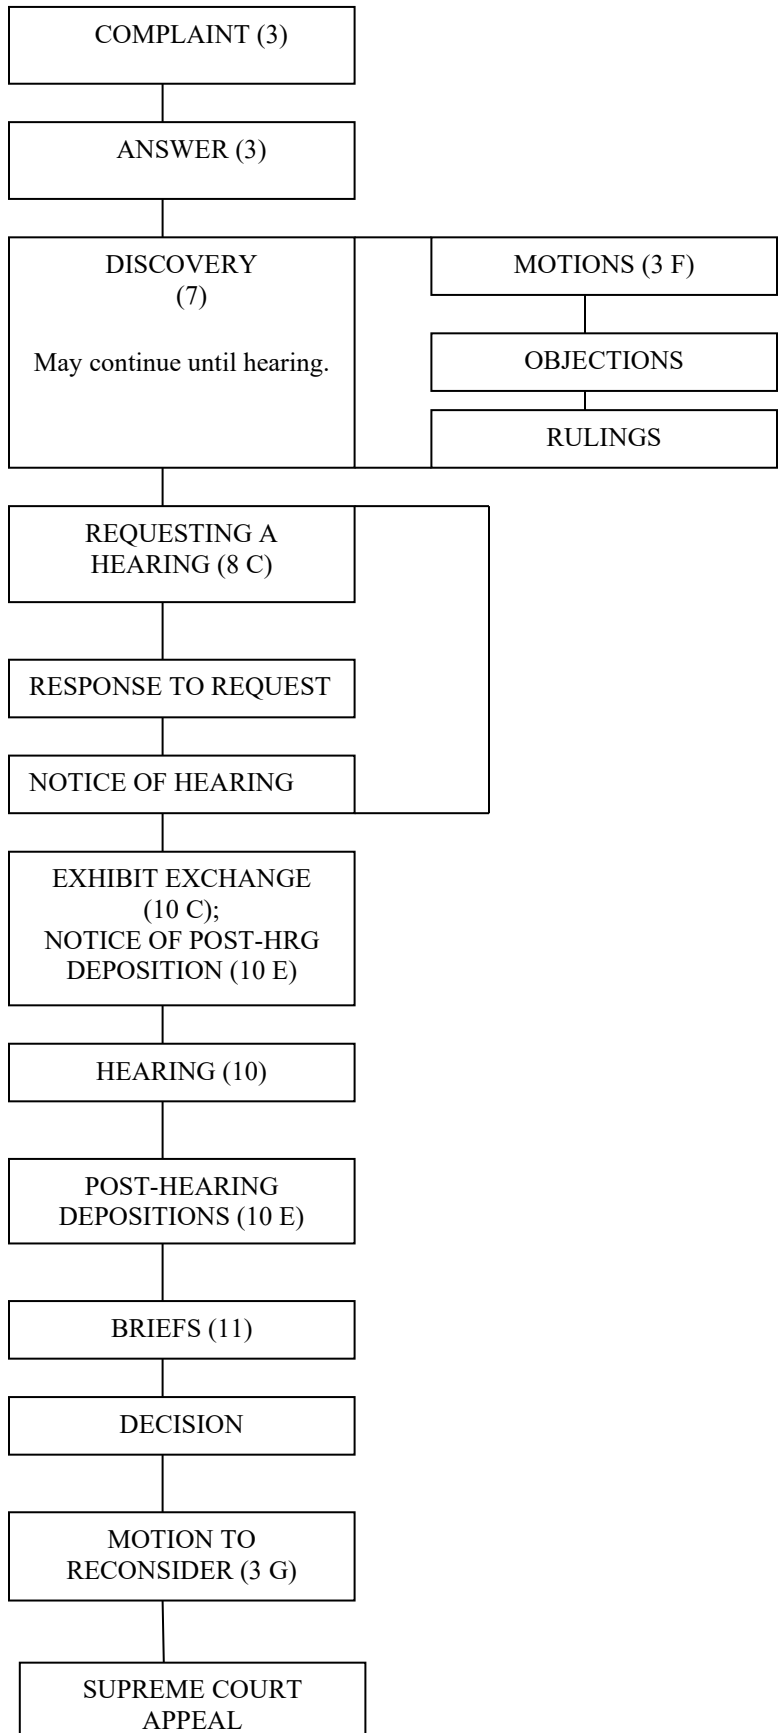 COMPLAINT (3)
ANSWER (3)
DISCOVERY
(7)
May continue until hearing.
MOTIONS (3 F)
OBJECTIONS
RULINGS
REQUESTING A
HEARING (8 C)
RESPONSE TO REQUEST
NOTICE OF HEARING
EXHIBIT EXCHANGE
(10 C);
NOTICE OF POST-HRG
DEPOSITION (10 E)
HEARING (10)
POST-HEARING
DEPOSITIONS (10 E)
BRIEFS (11)
DECISION
MOTION TO
RECONSIDER (3 G)
SUPREME COURT
APPEAL